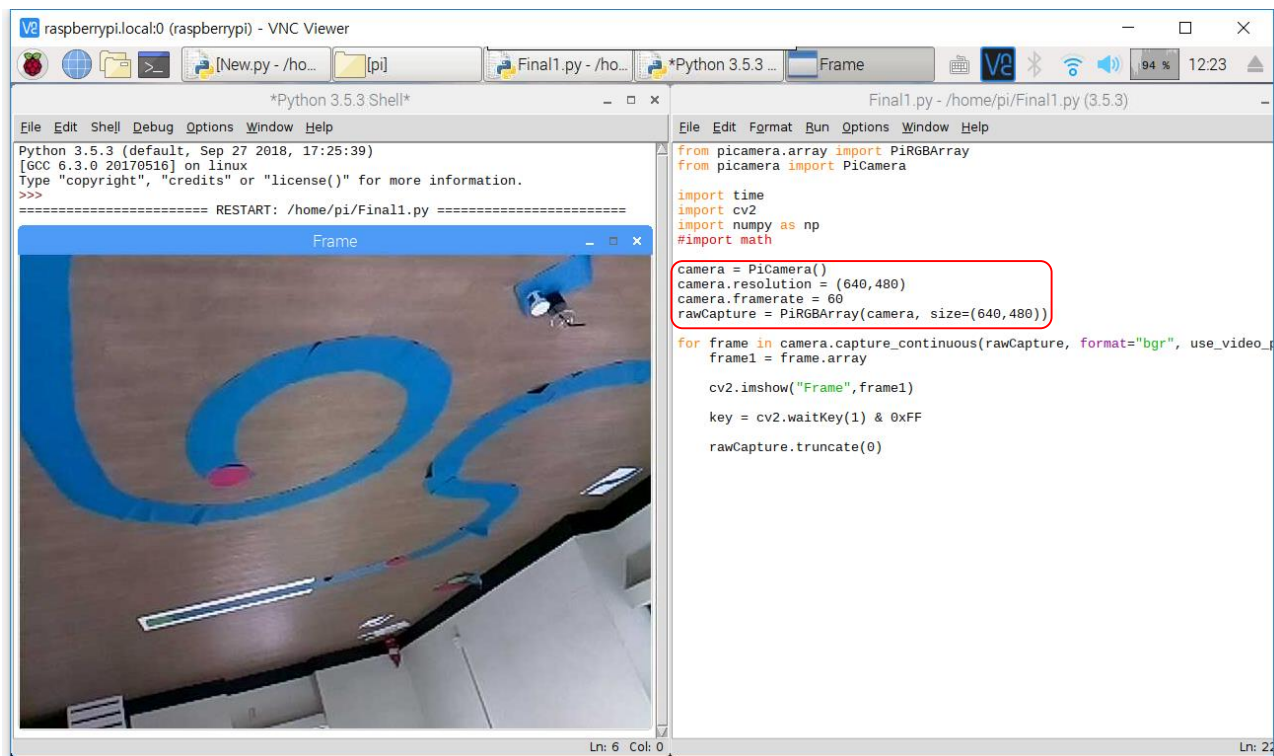 raspberrypi.local:0 (raspberrypi) - VNC Viewer
[New.py - /ho...
[pi]
Final1.py - /ho...
*Python 3.5.3 ...
Frame
94 %
12:23
*Python 3.5.3 Shell*
File Edit Shell Debug Options Window Help
Python 3.5.3 (default, Sep 27 2018, 17:25:39)
[GCC 6.3.0 20170516] on linux
Type "copyright", "credits" or "license()" for more information.
>>>
======================== RESTART: /home/pi/Final1.py ========================
Frame
Ln: 6 Col: 0
Final1.py - /home/pi/Final1.py (3.5.3)
File Edit Format Run Options Window Help
from picamera.array import PiRGBArray
from picamera import PiCamera
import time
import cv2
import numpy as np
#import math
camera = PiCamera()
camera.resolution = (640,480)
camera.framerate = 60
rawCapture = PiRGBArray(camera, size=(640,480))
for frame in camera.capture_continuous(rawCapture, format="bgr", use_video_p
frame1 = frame.array
cv2.imshow("Frame",frame1)
key = cv2.waitKey(1) & 0xFF
rawCapture.truncate(0)
Ln: 22